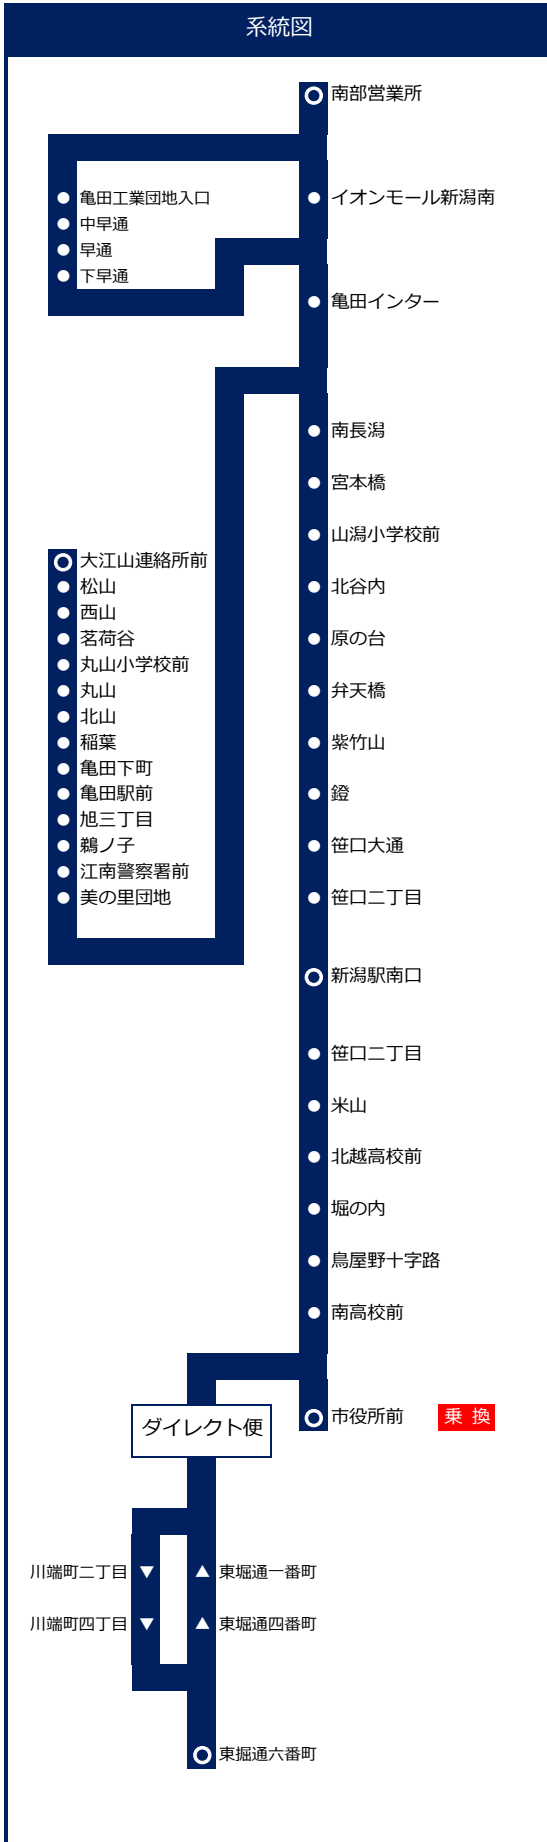 系統図
南部営業所
亀田工業団地入口
中早通
早通
下早通
イオンモール新潟南
亀田インター
南長潟
宮本橋
山潟小学校前
北谷内
原の台
弁天橋
紫竹山
鐙
笹口大通
笹口二丁目
大江山連絡所前
松山
西山
茗荷谷
丸山小学校前
丸山
北山
稲葉
亀田下町
亀田駅前
旭三丁目
鵜ノ子
江南警察署前
美の里団地
新潟駅南口
笹口二丁目
米山
北越高校前
堀の内
鳥屋野十字路
南高校前
市役所前 乗換
ダイレクト便
川端町二丁目 ▼ ▲ 東堀通一番町
川端町四丁目 ▼ ▲ 東堀通四番町
東掘通六番町